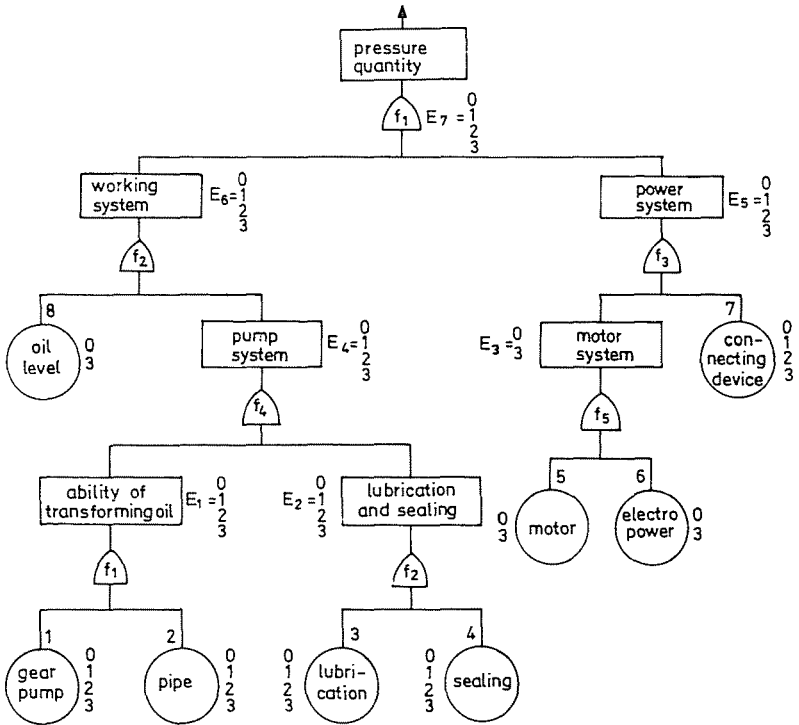 pressure
quantity
f1 E7 = 0
1
2
3
working
system
E6= 0
1
2
3
power
system
E5= 0
1
2
3
f2
f3
8
oil
level
0
3
pump
system
E4= 0
1
2
3
E3 = 0
3
motor
system
7
con-
necting
device
0
1
2
3
f4
f5
ability of
transforming oil
E1 = 0
1
2
3
E2 = 0
1
2
3
lubrication
and sealing
5
motor
0
3
6
electro
power
0
3
f1
f2
1
gear
pump
0
1
2
3
2
pipe
0
1
2
3
3
lubri-
cation
0
1
2
3
4
sealing
0
1
2
3